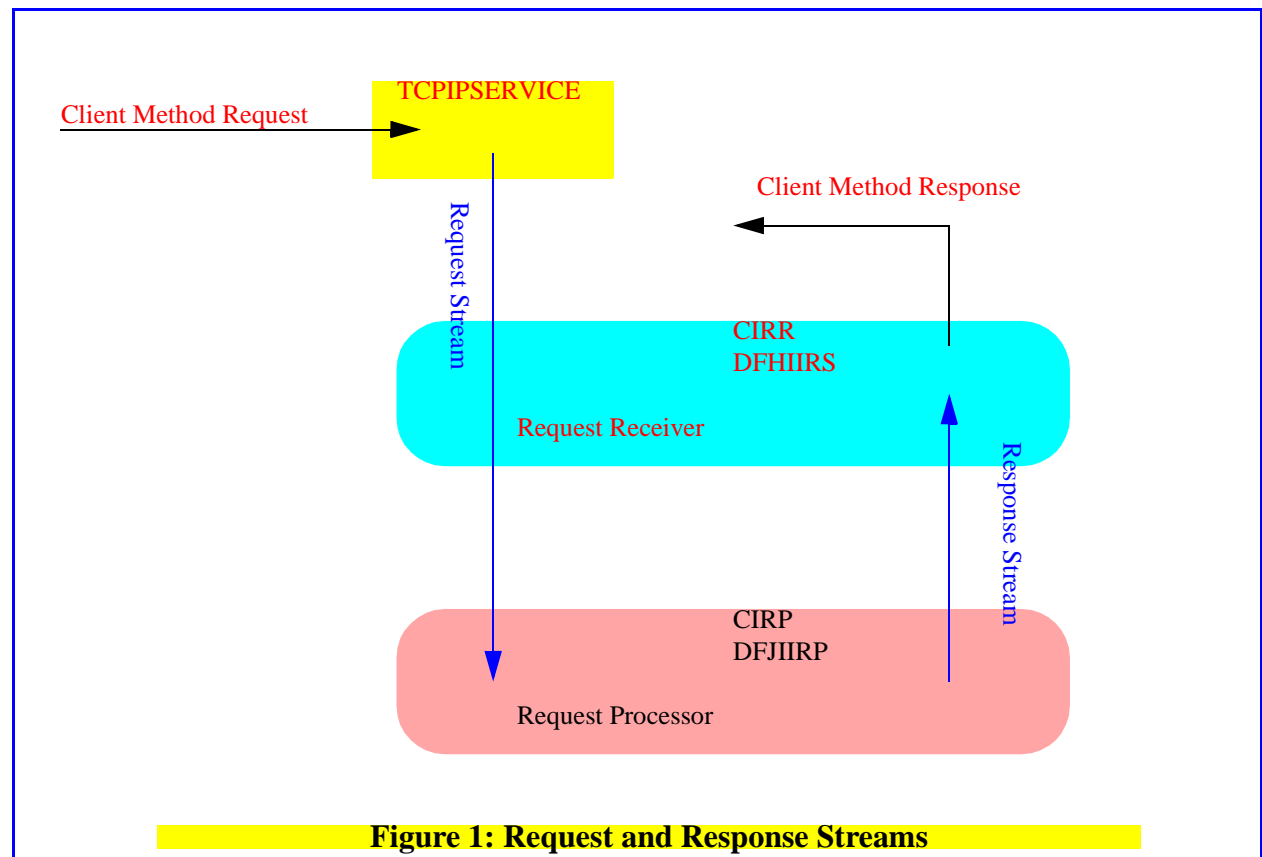 TCPIPSERVICE
Client Method Request
Client Method Response
Request Stream
CIRR
DFHIIRS
Request Receiver
Response Stream
CIRP
DFJIIRP
Request Processor
Figure 1: Request and Response Streams